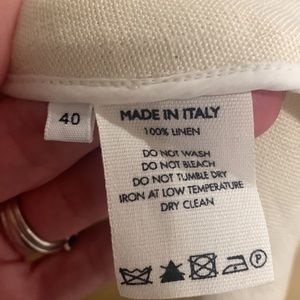 40
MADE IN ITALY
100% LINEN
DO NOT WASH
DO NOT BLEACH
DO NOT TUMBLE DRY
IRON AT LOW TEMPERATURE
DRY CLEAN
P